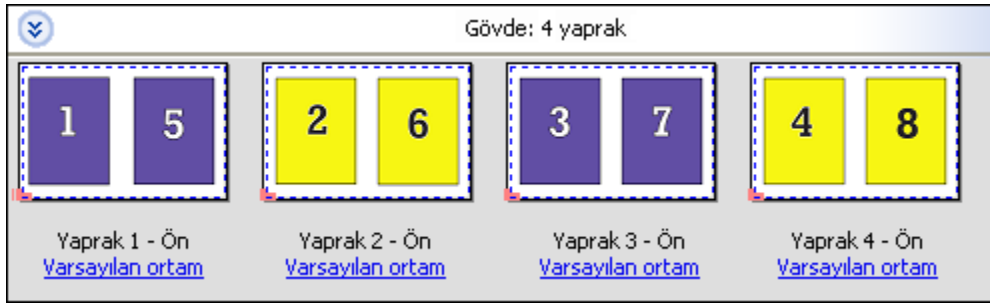 Gövde: 4 yaprak
1 5 2 6 3 7 4 8
Yaprak 1 - Ön Yaprak 2 - Ön Yaprak 3 - Ön Yaprak 4 - Ön
Varsayılan ortam Varsayılan ortam Varsayılan ortam Varsayılan ortam